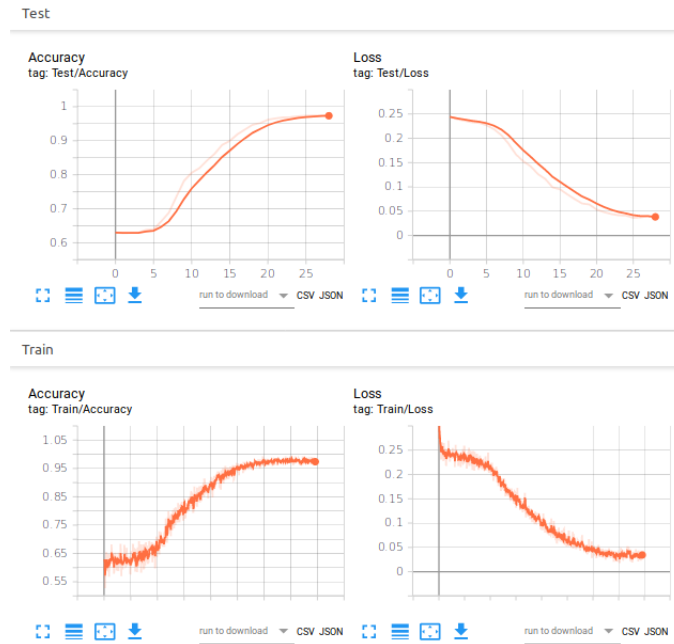 Test
Accuracy
tag: Test/Accuracy
1
0.9
0.8
0.7
0.6
0 5 10 15 20 25
run to download CSV JSON
Loss
tag: Test/Loss
0.25
0.2
0.15
0.1
0.05
0
0 5 10 15 20 25
run to download CSV JSON
Train
Accuracy
tag: Train/Accuracy
1.05
0.95
0.85
0.75
0.65
0.55
run to download CSV JSON
Loss
tag: Train/Loss
0.25
0.2
0.15
0.1
0.05
0
run to download CSV JSON